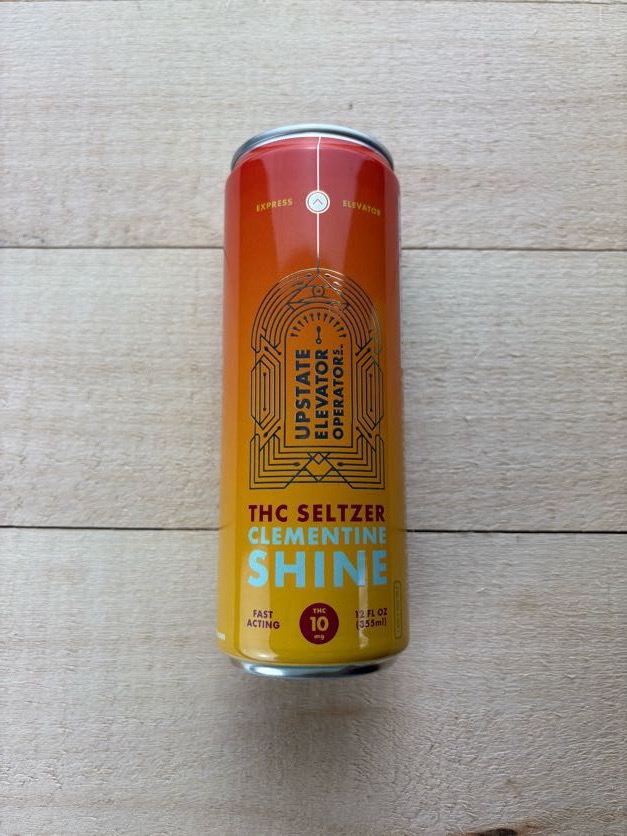 EXPRESS ELEVATOR
UPSTATE
ELEVATOR
OPERATORS
THC SELTZER
CLEMENTINE
SHINE
FAST
ACTING
THC
10
mg
12 FL OZ
(355ml)